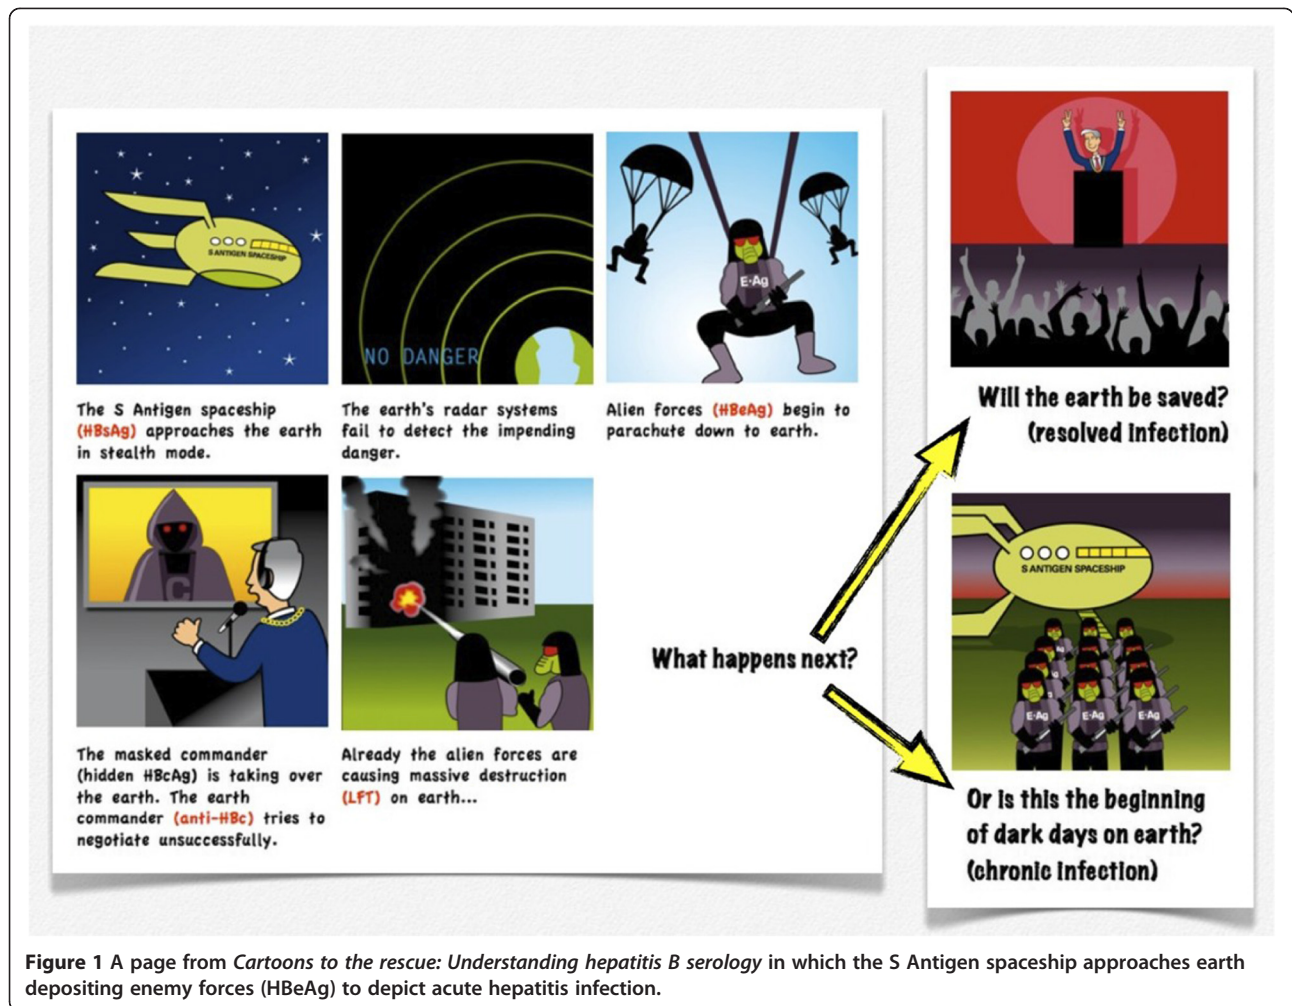 S ANTIGEN SPACESHIP
The S Antigen spaceship
(HBsAg) approaches the earth
in stealth mode.
NO DANGER
The earth's radar systems
fail to detect the impending
danger.
E·Ag
Alien forces (HBeAg) begin to
parachute down to earth.
C
The masked commander
(hidden HBcAg) is taking over
the earth. The earth
commander (anti-HBc) tries to
negotiate unsuccessfully.
Already the alien forces are
causing massive destruction
(LFT) on earth...
What happens next?
Will the earth be saved?
(resolved infection)
S ANTIGEN SPACESHIP
E·Ag
E·Ag
E·Ag
Or is this the beginning
of dark days on earth?
(chronic infection)
Figure 1 A page from Cartoons to the rescue: Understanding hepatitis B serology in which the S Antigen spaceship approaches earth
depositing enemy forces (HBeAg) to depict acute hepatitis infection.